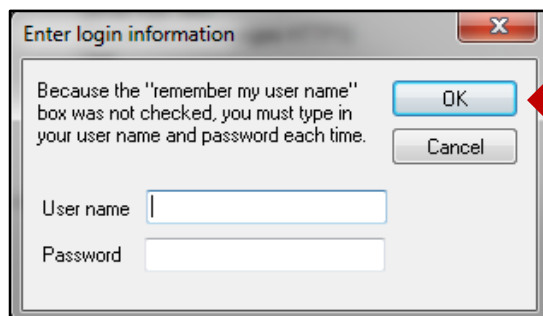 Enter login information
Because the "remember my user name"
box was not checked, you must type in
your user name and password each time.
OK
Cancel
User name
Password